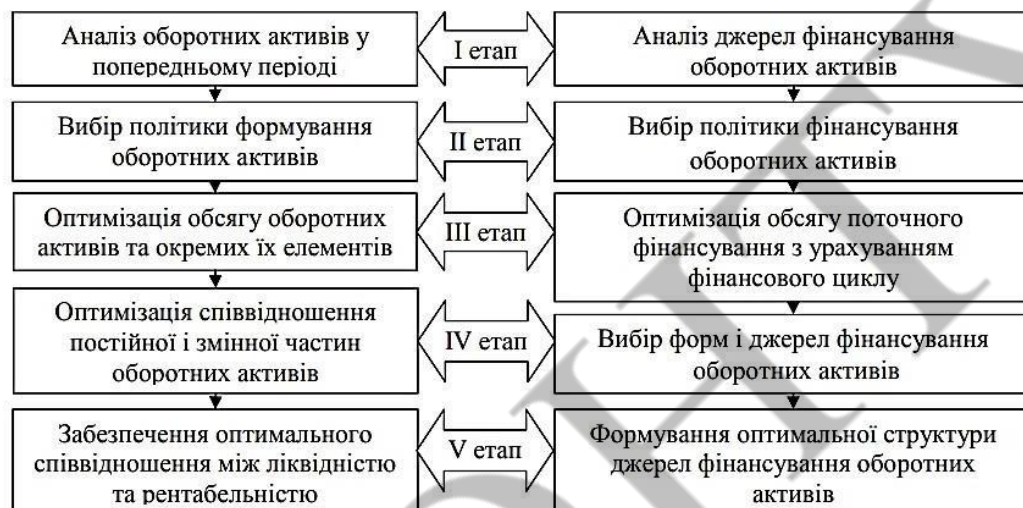 Аналіз оборотних активів у
попередньому періоді
І етап
Аналіз джерел фінансування
оборотних активів
Вибір політики формування
оборотних активів
ІІ етап
Вибір політики фінансування
оборотних активів
Оптимізація обсягу оборотних
активів та окремих їх елементів
ІІІ етап
Оптимізація обсягу поточного
фінансування з урахуванням
фінансового циклу
Оптимізація співвідношення
постійної і змінної частин
оборотних активів
IV етап
Вибір форм і джерел фінансування
оборотних активів
Забезпечення оптимального
співвідношення між ліквідністю
та рентабельністю
V етап
Формування оптимальної структури
джерел фінансування оборотних
активів